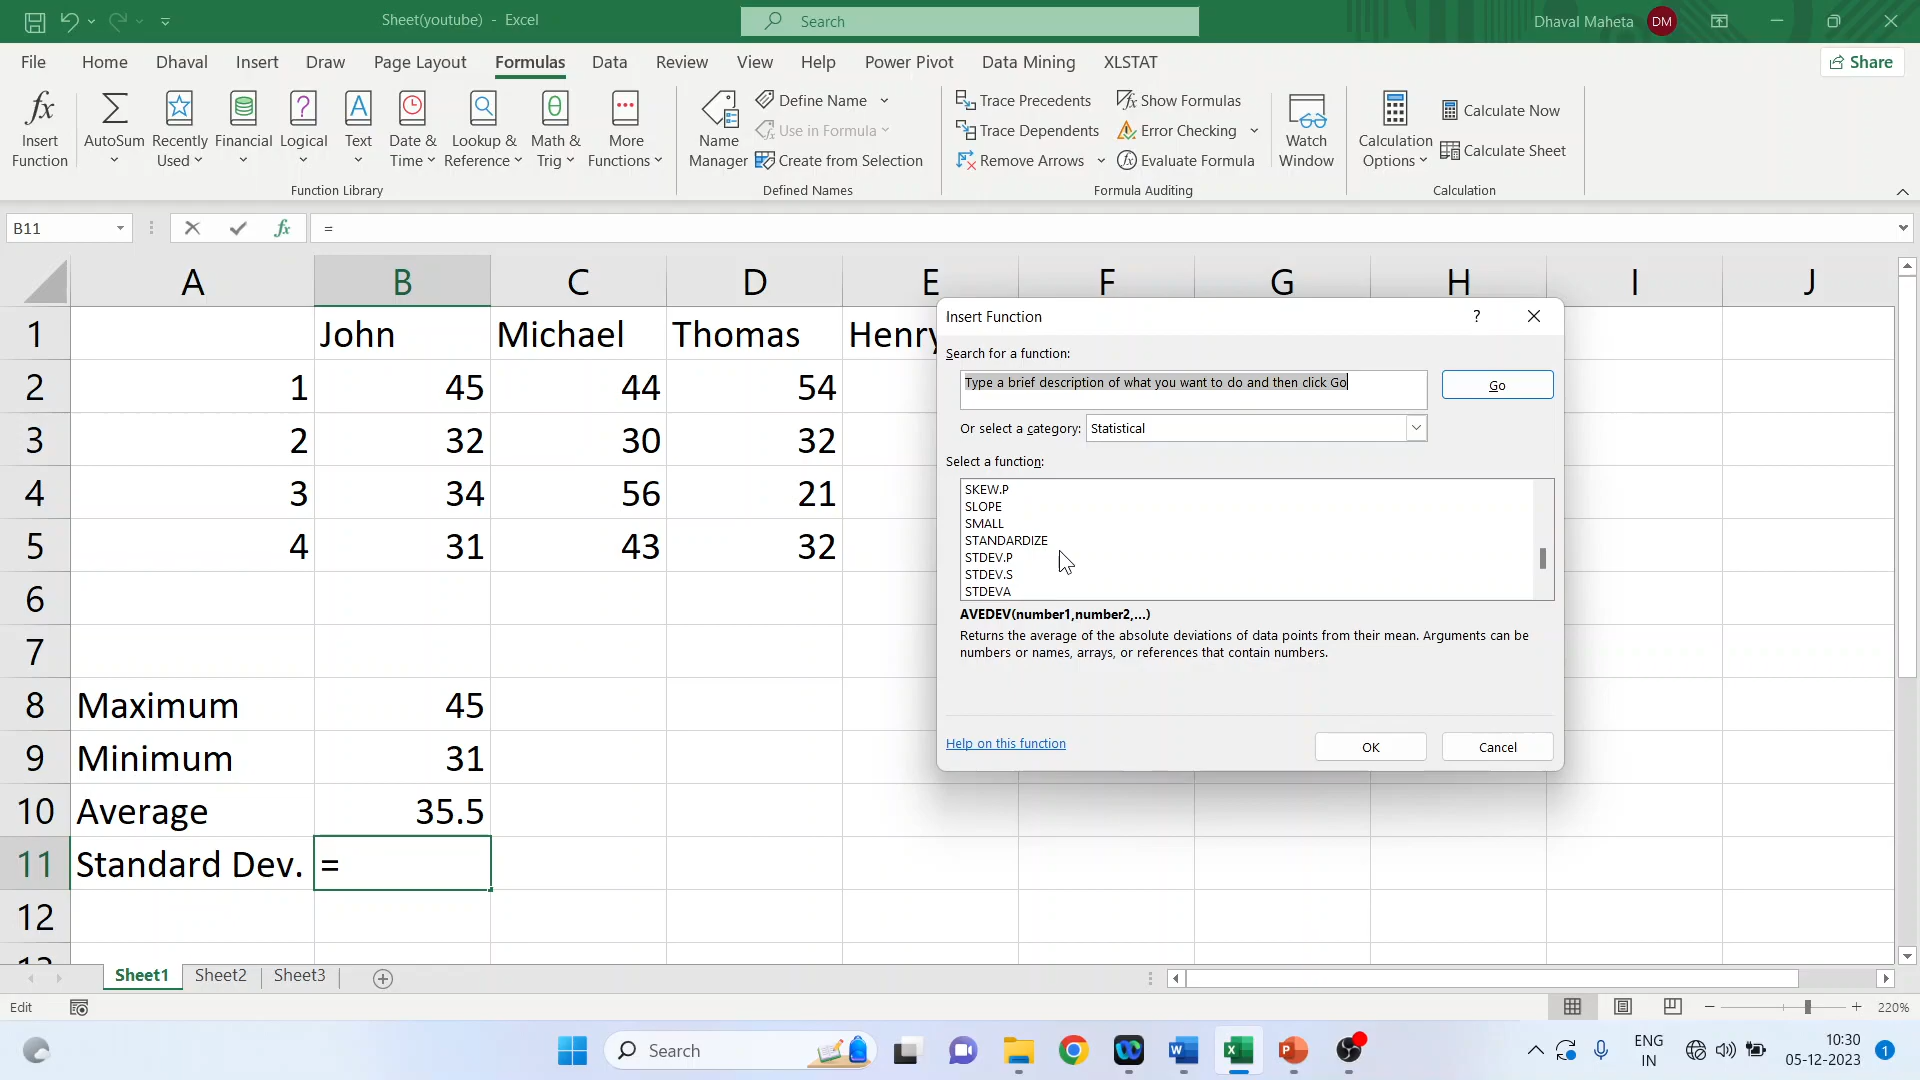 Sheet(youtube) - Excel
Search
Dhaval Maheta DM
File Home Dhaval Insert Draw Page Layout Formulas Data Review View Help Power Pivot Data Mining XLSTAT Share
Insert Function
AutoSum
Recently Used
Financial
Logical
Text
Date & Time
Lookup & Reference
Math & Trig
More Functions
Function Library
Name Manager
Define Name
Use in Formula
Create from Selection
Defined Names
Trace Precedents
Trace Dependents
Remove Arrows
Show Formulas
Error Checking
Evaluate Formula
Formula Auditing
Watch Window
Calculation Options
Calculate Now
Calculate Sheet
Calculation
B11 fx =
A B C D E F G H I J
1 John Michael Thomas Henry
2 1 45 44 54
3 2 32 30 32
4 3 34 56 21
5 4 31 43 32
6
7
8 Maximum 45
9 Minimum 31
10 Average 35.5
11 Standard Dev. =
12
13
Insert Function ?
Search for a function:
Type a brief description of what you want to do and then click Go
Go
Or select a category: Statistical
Select a function:
SKEW.P
SLOPE
SMALL
STANDARDIZE
STDEV.P
STDEV.S
STDEVA
AVEDEV(number1,number2,...)
Returns the average of the absolute deviations of data points from their mean. Arguments can be
numbers or names, arrays, or references that contain numbers.
Help on this function
OK Cancel
Sheet1 Sheet2 Sheet3
Edit
220%
Search
ENG
IN
10:30
05-12-2023
1